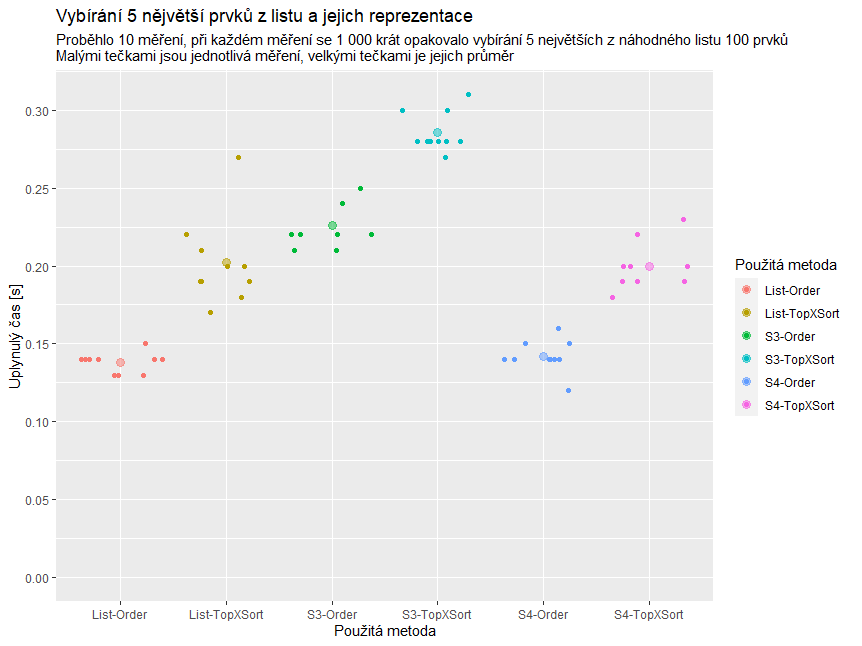 Vybírání 5 nějvětší prvků z listu a jejich reprezentace
Proběhlo 10 měření, při každém měření se 1 000 krát opakovalo vybírání 5 největších z náhodného listu 100 prvků
Malými tečkami jsou jednotlivá měření, velkými tečkami je jejich průměr
Uplynulý čas [s]
0.30
0.25
0.20
0.15
0.10
0.05
0.00
List-Order
List-TopXSort
S3-Order
S3-TopXSort
S4-Order
S4-TopXSort
Použitá metoda
Použitá metoda
List-Order
List-TopXSort
S3-Order
S3-TopXSort
S4-Order
S4-TopXSort